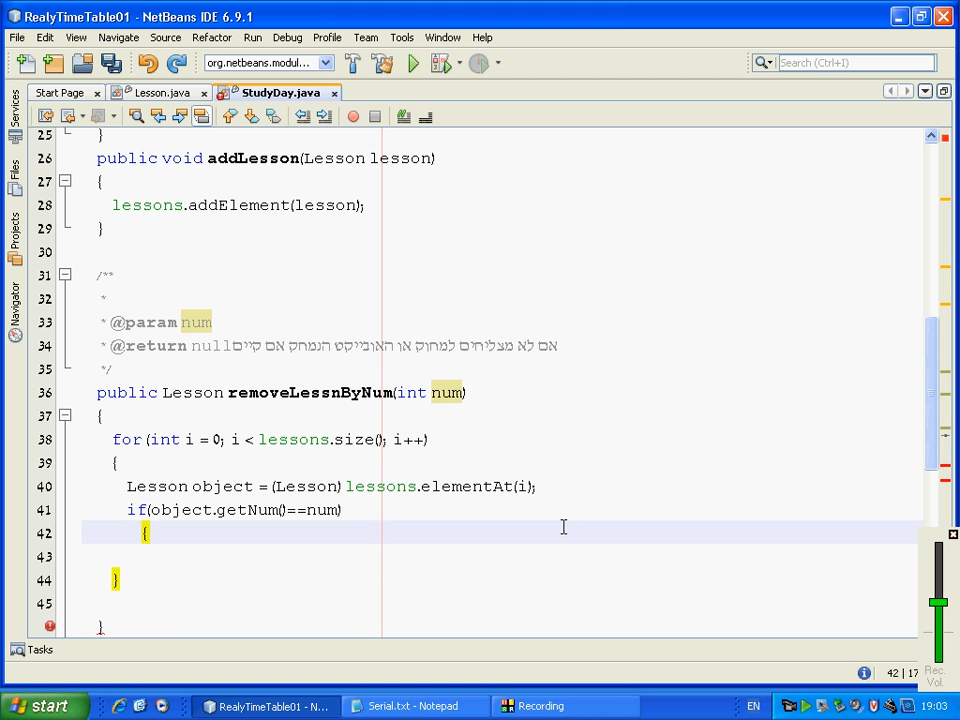 RealyTimeTable01 - NetBeans IDE 6.9.1
File Edit View Navigate Source Refactor Run Debug Profile Team Tools Window Help
org.netbeans.modul... Search (Ctrl+I)
Start Page Lesson.java StudyDay.java
Services
Files
Projects
Navigator
25 }
26 public void addLesson(Lesson lesson)
27 {
28 lessons.addElement(lesson);
29 }
30
31 /**
32 *
33 * @param num
34 * @return null אם לא מצליחים למחוק או האובייקט הנמחק אם קיים
35 */
36 public Lesson removeLessnByNum(int num)
37 {
38 for (int i = 0; i < lessons.size(); i++)
39 {
40 Lesson object = (Lesson) lessons.elementAt(i);
41 if(object.getNum()==num)
42 {
43
44 }
45
}
Tasks
42 | 17
Rec.
Vol.
start RealyTimeTable01 - N... Serial.txt - Notepad Recording EN 19:03